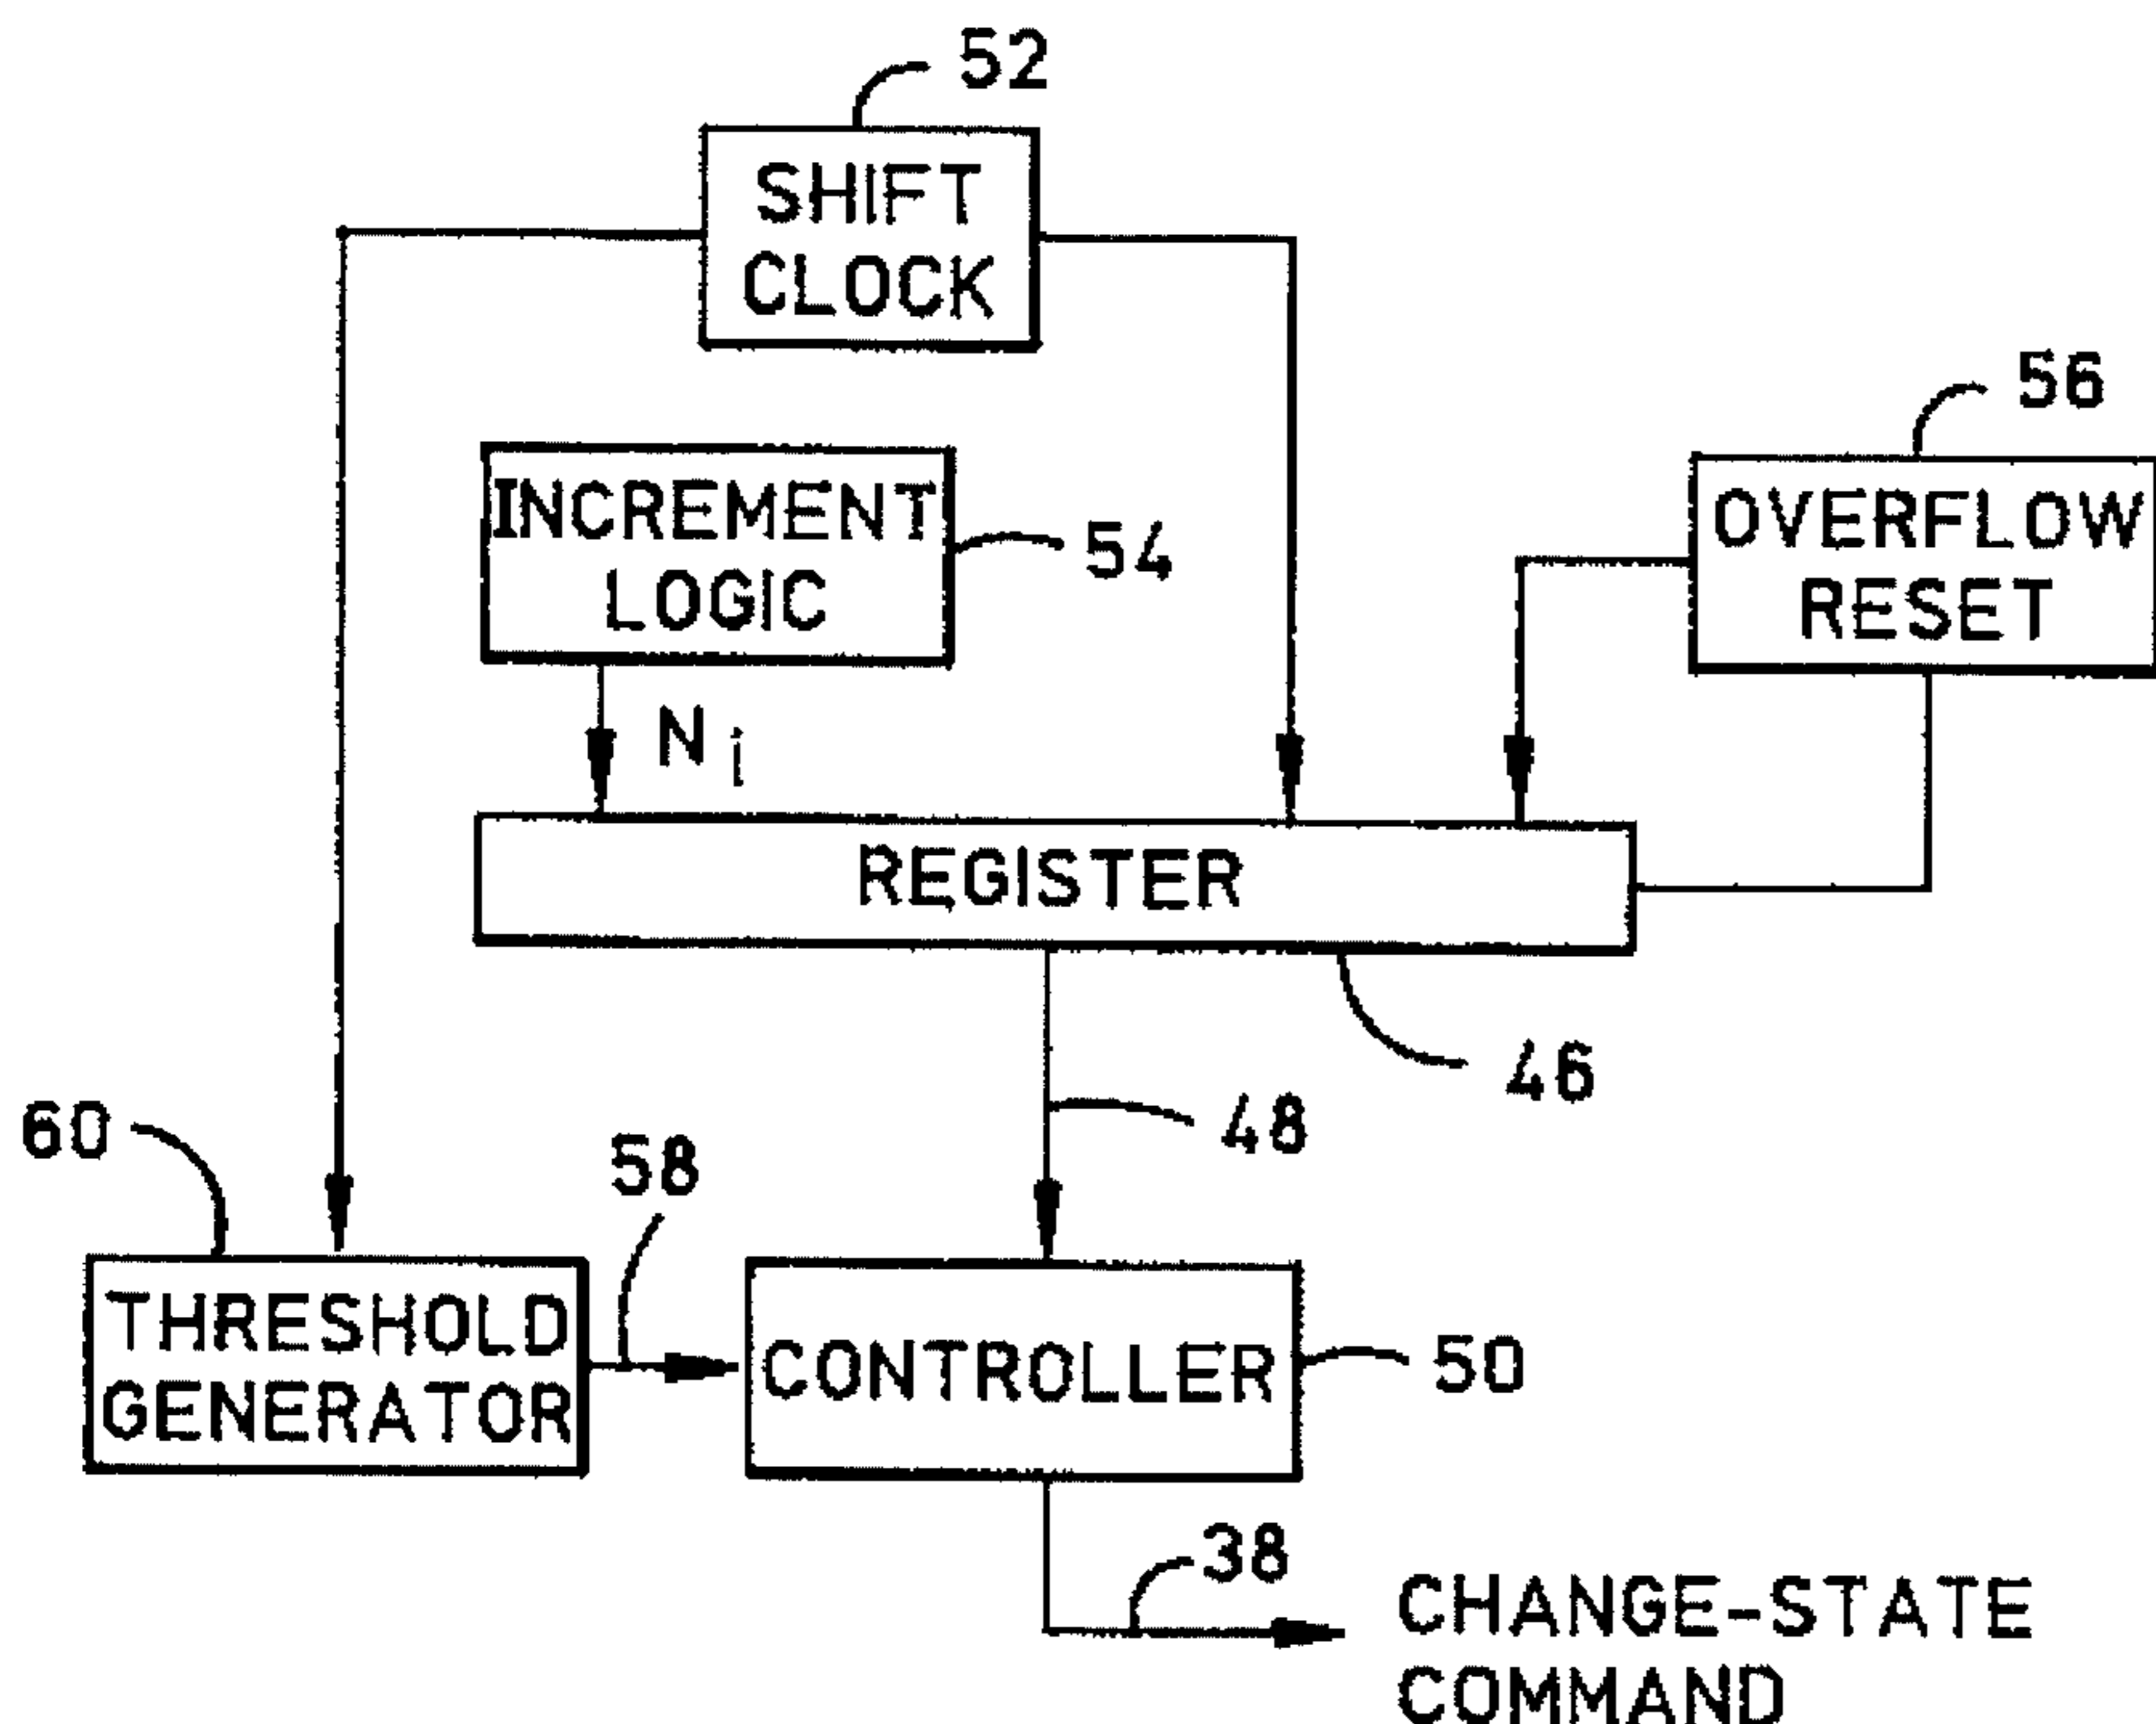 52
SHIFT
CLOCK
56
INCREMENT
LOGIC
54
OVERFLOW
RESET
Ni
REGISTER
46
48
60
58
THRESHOLD
GENERATOR
CONTROLLER
50
38
CHANGE-STATE
COMMAND